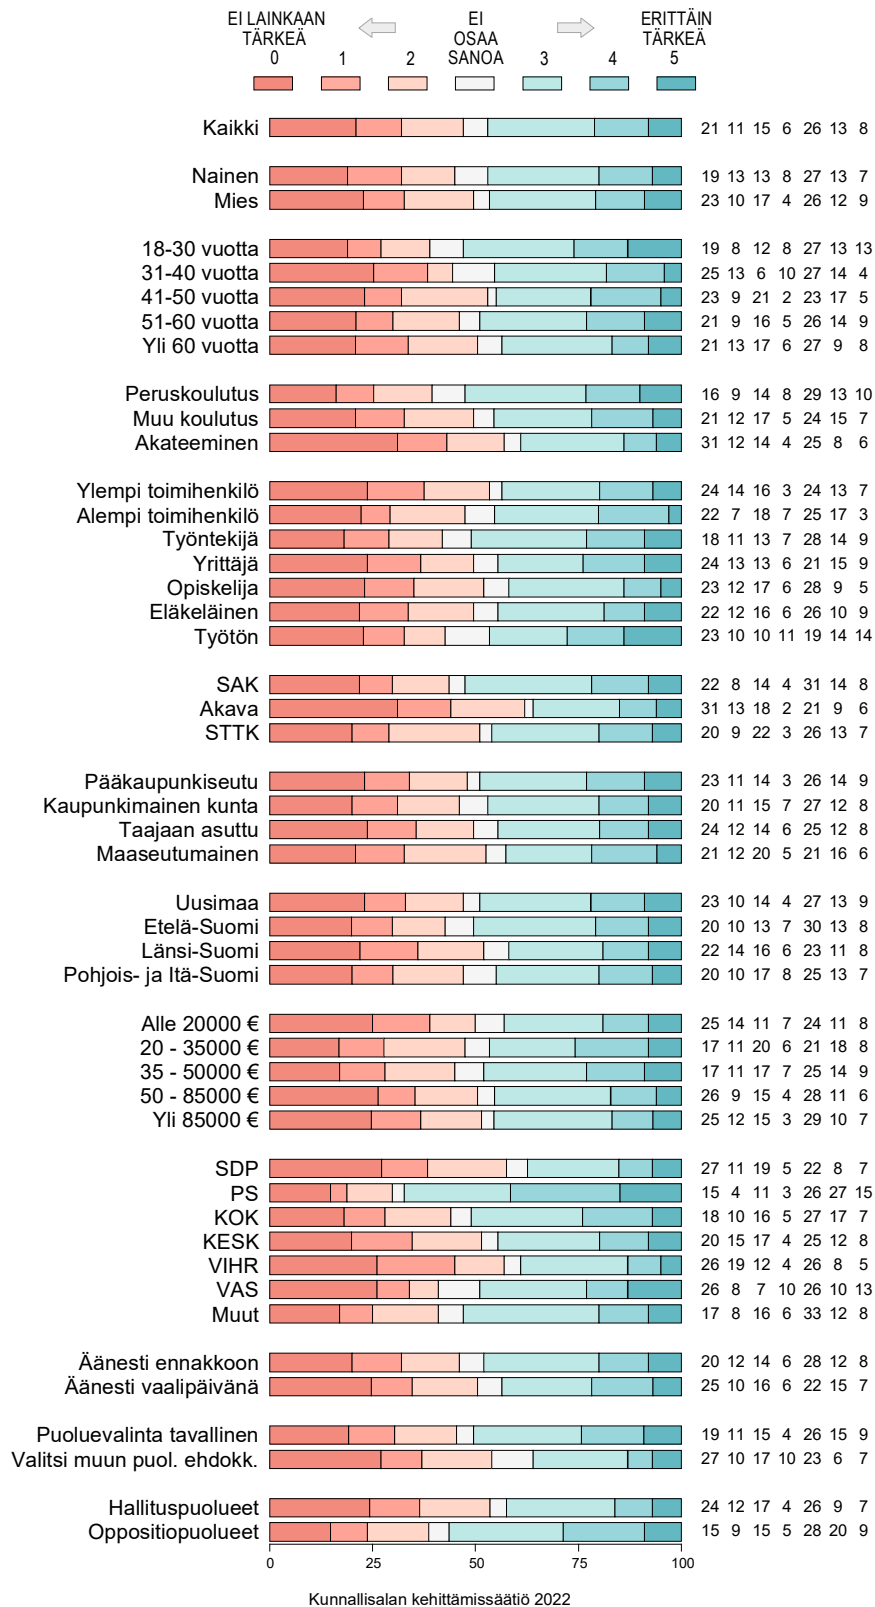 EI LAINKAAN TÄRKEÄ
EI OSAA SANOA
ERITTÄIN TÄRKEÄ
0 1 2 3 4 5
Kaikki 21 11 15 6 26 13 8
Nainen 19 13 13 8 27 13 7
Mies 23 10 17 4 26 12 9
18-30 vuotta 19 8 12 8 27 13 13
31-40 vuotta 25 13 6 10 27 14 4
41-50 vuotta 23 9 21 2 23 17 5
51-60 vuotta 21 9 16 5 26 14 9
Yli 60 vuotta 21 13 17 6 27 9 8
Peruskoulutus 16 9 14 8 29 13 10
Muu koulutus 21 12 17 5 24 15 7
Akateeminen 31 12 14 4 25 8 6
Ylempi toimihenkilö 24 14 16 3 24 13 7
Alempi toimihenkilö 22 7 18 7 25 17 3
Työntekijä 18 11 13 7 28 14 9
Yrittäjä 24 13 13 6 21 15 9
Opiskelija 23 12 17 6 28 9 5
Eläkeläinen 22 12 16 6 26 10 9
Työtön 23 10 10 11 19 14 14
SAK 22 8 14 4 31 14 8
Akava 31 13 18 2 21 9 6
STTK 20 9 22 3 26 13 7
Pääkaupunkiseutu 23 11 14 3 26 14 9
Kaupunkimainen kunta 20 11 15 7 27 12 8
Taajaan asuttu 24 12 14 6 25 12 8
Maaseutumainen 21 12 20 5 21 16 6
Uusimaa 23 10 14 4 27 13 9
Etelä-Suomi 20 10 13 7 30 13 8
Länsi-Suomi 22 14 16 6 23 11 8
Pohjois- ja Itä-Suomi 20 10 17 8 25 13 7
Alle 20000 € 25 14 11 7 24 11 8
20 - 35000 € 17 11 20 6 21 18 8
35 - 50000 € 17 11 17 7 25 14 9
50 - 85000 € 26 9 15 4 28 11 6
Yli 85000 € 25 12 15 3 29 10 7
SDP 27 11 19 5 22 8 7
PS 15 4 11 3 26 27 15
KOK 18 10 16 5 27 17 7
KESK 20 15 17 4 25 12 8
VIHR 26 19 12 4 26 8 5
VAS 26 8 7 10 26 10 13
Muut 17 8 16 6 33 12 8
Äänesti ennakkoon 20 12 14 6 28 12 8
Äänesti vaalipäivänä 25 10 16 6 22 15 7
Puoluevalinta tavallinen 19 11 15 4 26 15 9
Valitsi muun puol. ehdokk. 27 10 17 10 23 6 7
Hallituspuolueet 24 12 17 4 26 9 7
Oppositiopuolueet 15 9 15 5 28 20 9
0 25 50 75 100
Kunnallisalan kehittämissäätiö 2022